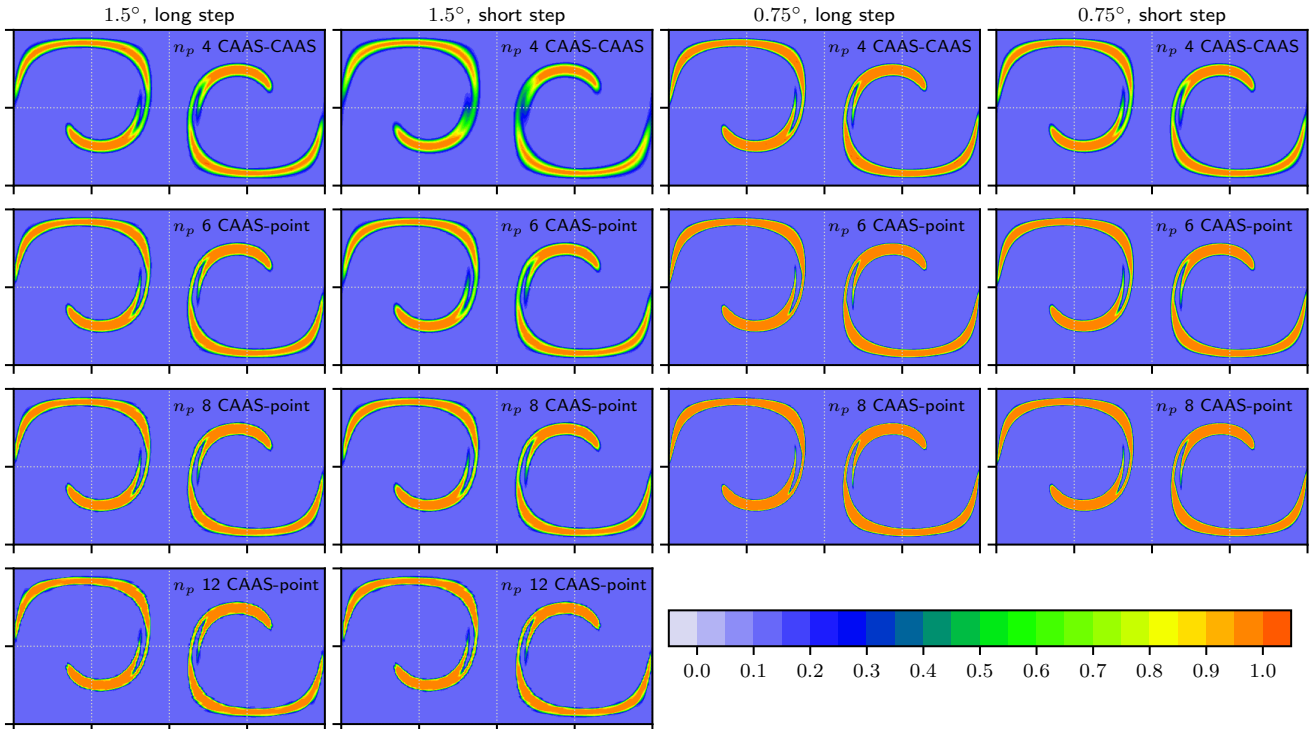 1.5°, long step
1.5°, short step
0.75°, long step
0.75°, short step
n_p 4 CAAS-CAAS
n_p 4 CAAS-CAAS
n_p 4 CAAS-CAAS
n_p 4 CAAS-CAAS
n_p 6 CAAS-point
n_p 6 CAAS-point
n_p 6 CAAS-point
n_p 6 CAAS-point
n_p 8 CAAS-point
n_p 8 CAAS-point
n_p 8 CAAS-point
n_p 8 CAAS-point
n_p 12 CAAS-point
n_p 12 CAAS-point
0.0 0.1 0.2 0.3 0.4 0.5 0.6 0.7 0.8 0.9 1.0